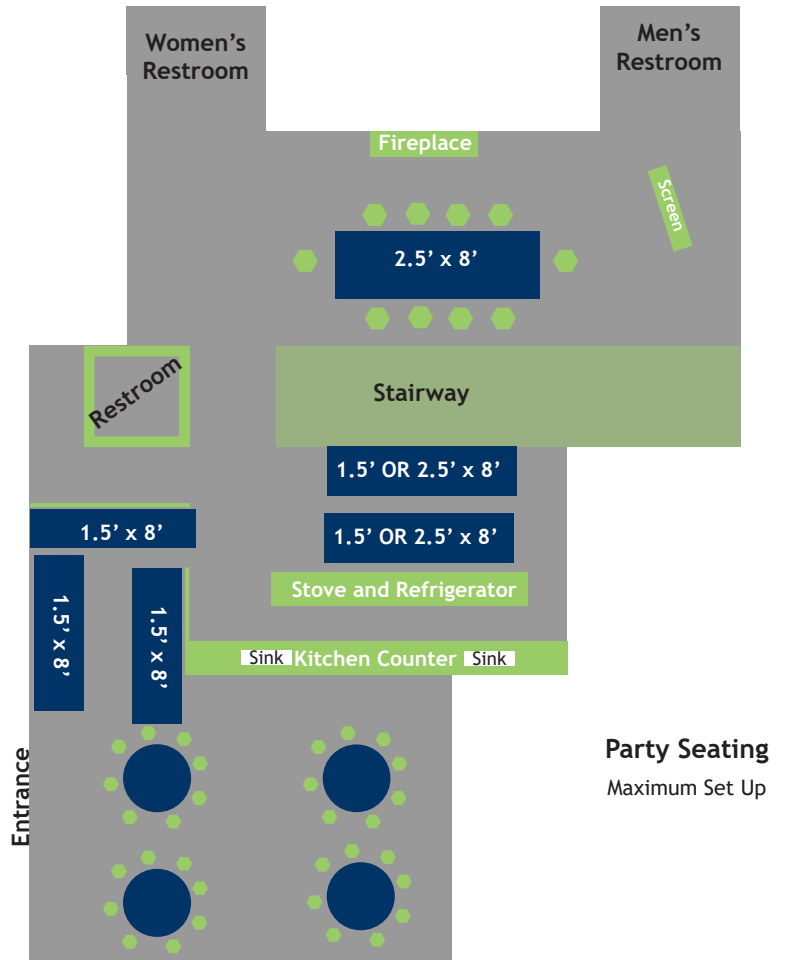 Women’s
Restroom
Men’s
Restroom
Fireplace
Screen
2.5’ x 8’
Restroom
Stairway
1.5’ OR 2.5’ x 8’
1.5’ x 8’
1.5’ OR 2.5’ x 8’
1.5’ x 8’
1.5’ x 8’
Stove and Refrigerator
Sink
Kitchen Counter
Sink
Entrance
Party Seating
Maximum Set Up